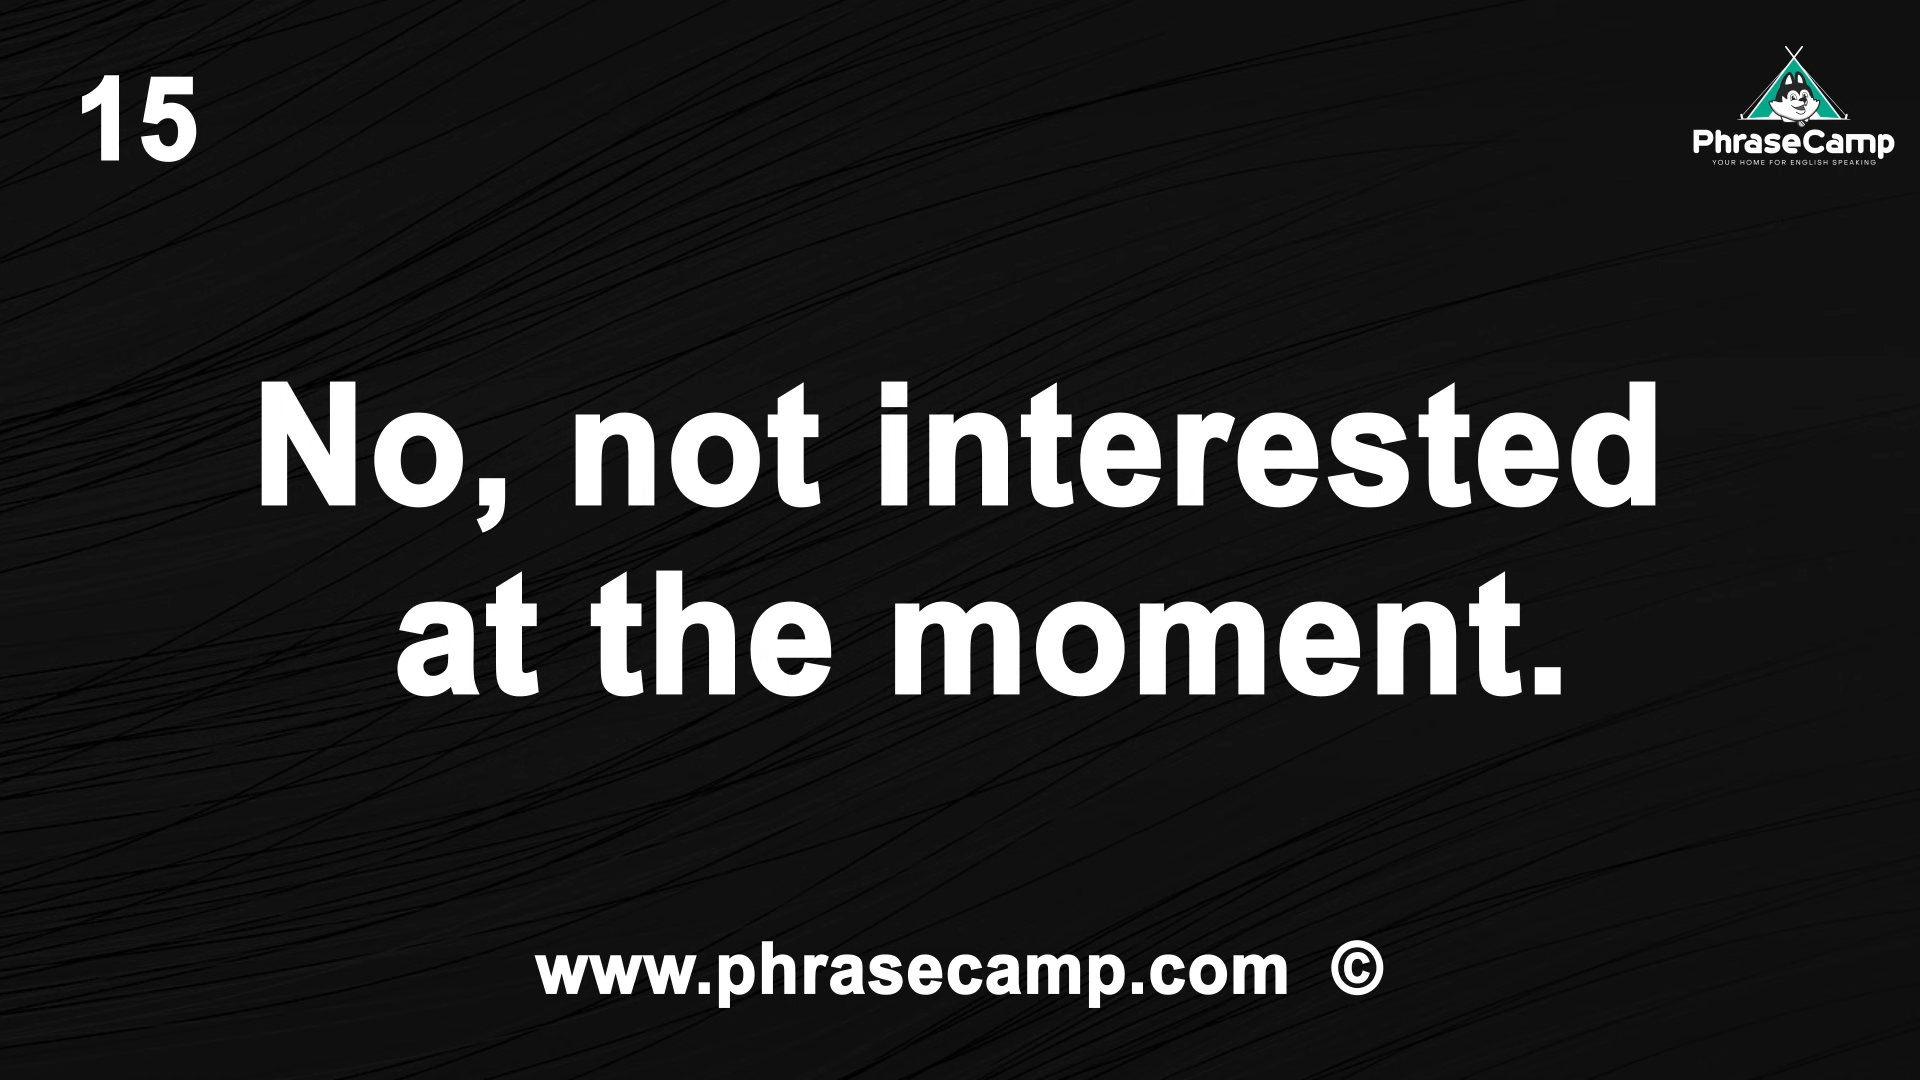 15
PhraseCamp
YOUR HOME FOR ENGLISH SPEAKING
No, not interested
at the moment.
www.phrasecamp.com ©